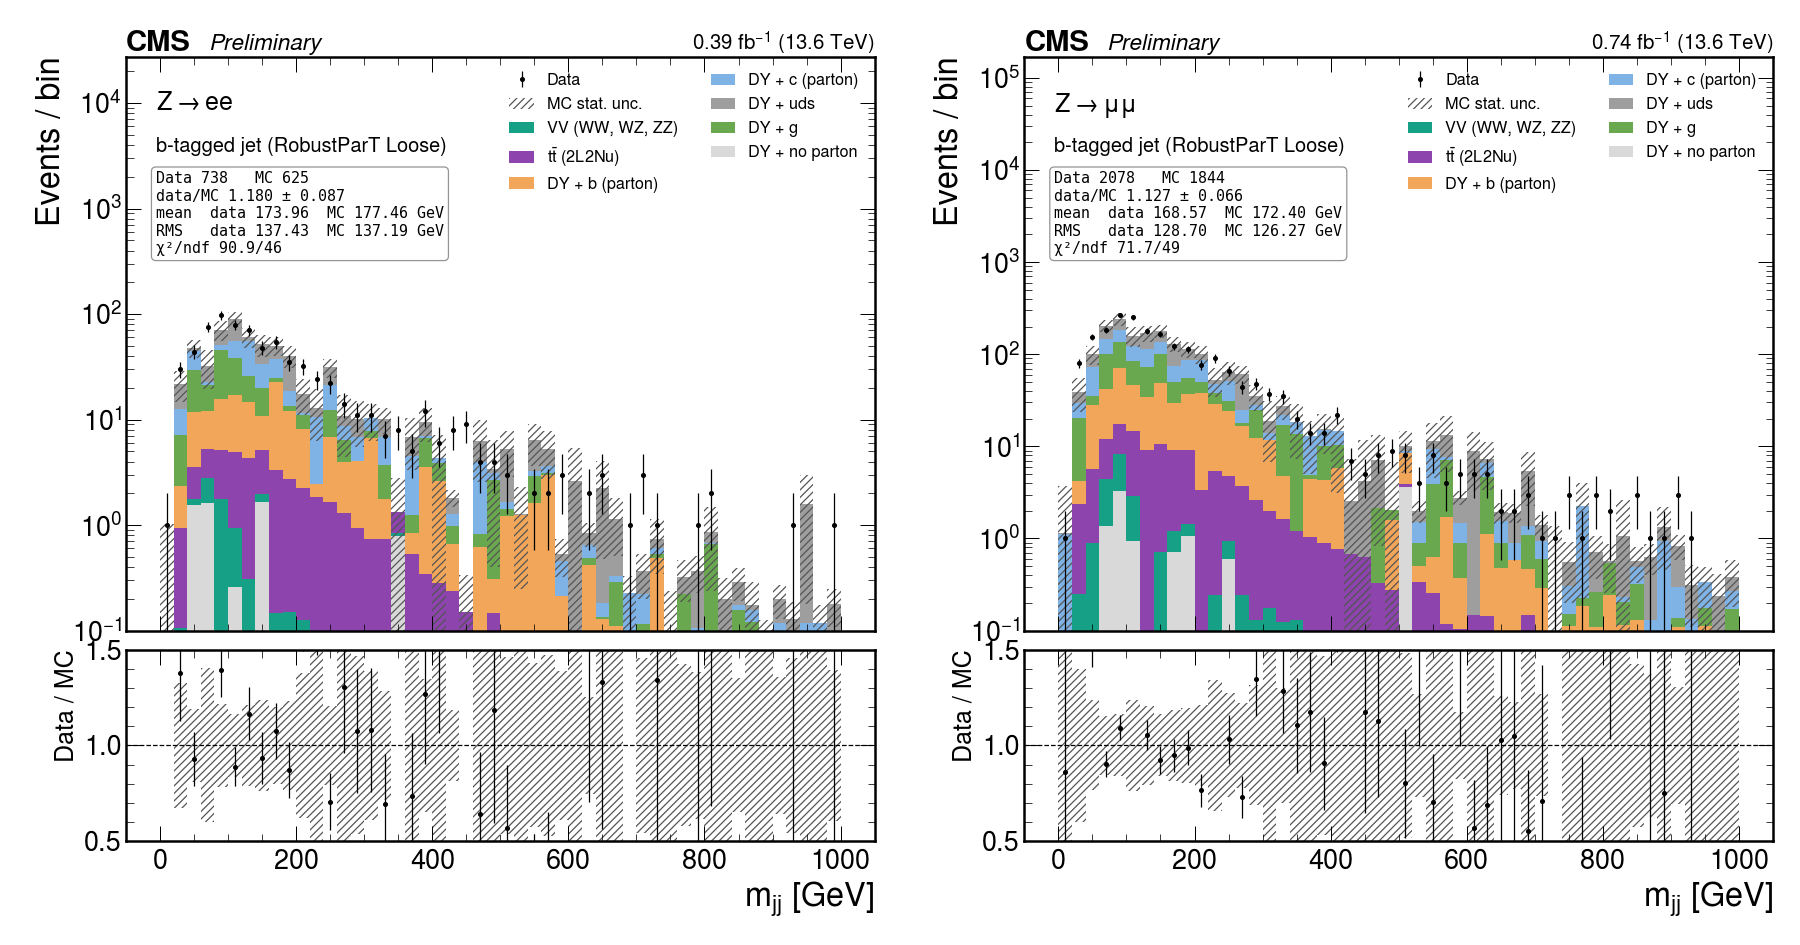 CMS Preliminary 0.39 fb⁻¹ (13.6 TeV)
Events / bin
Z → ee
b-tagged jet (RobustParT Loose)
Data 738   MC 625
data/MC 1.180 ± 0.087
mean  data 173.96  MC 177.46 GeV
RMS   data 137.43  MC 137.19 GeV
χ²/ndf 90.9/46
Data
MC stat. unc.
VV (WW, WZ, ZZ)
tt̄ (2L2Nu)
DY + b (parton)
DY + c (parton)
DY + uds
DY + g
DY + no parton
10⁴
10³
10²
10¹
10⁰
10⁻¹
Data / MC
1.5
1.0
0.5
0 200 400 600 800 1000
m_jj [GeV]
CMS Preliminary 0.74 fb⁻¹ (13.6 TeV)
Events / bin
Z → μμ
b-tagged jet (RobustParT Loose)
Data 2078   MC 1844
data/MC 1.127 ± 0.066
mean  data 168.57  MC 172.40 GeV
RMS   data 128.70  MC 126.27 GeV
χ²/ndf 71.7/49
Data
MC stat. unc.
VV (WW, WZ, ZZ)
tt̄ (2L2Nu)
DY + b (parton)
DY + c (parton)
DY + uds
DY + g
DY + no parton
10⁵
10⁴
10³
10²
10¹
10⁰
10⁻¹
Data / MC
1.5
1.0
0.5
0 200 400 600 800 1000
m_jj [GeV]